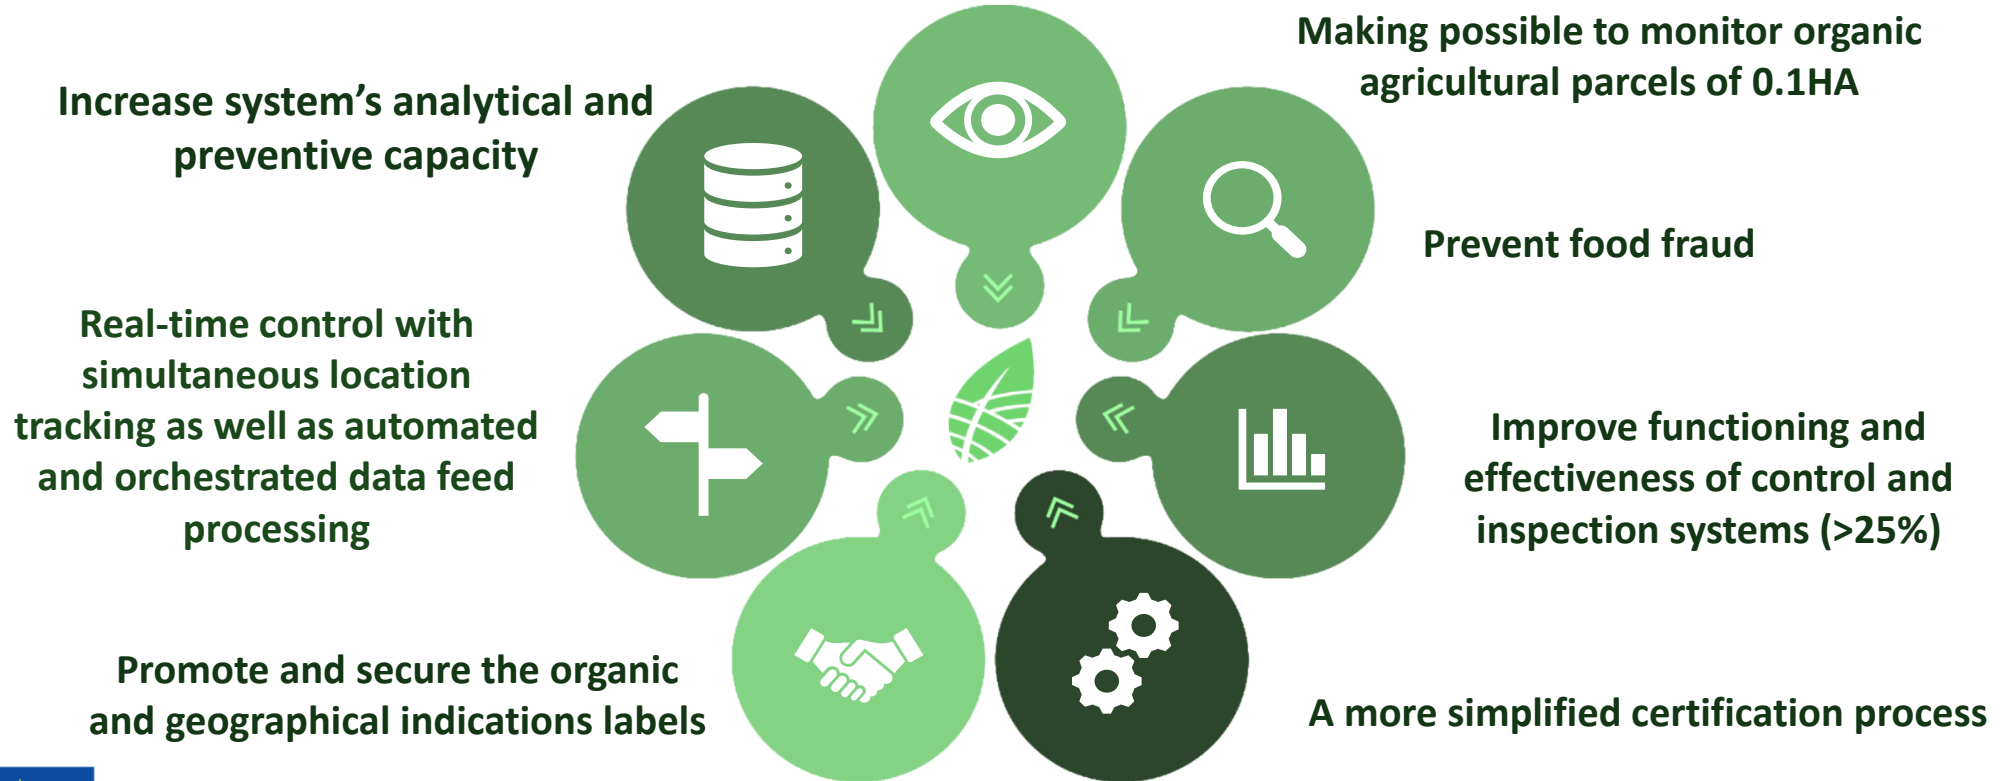 Making possible to monitor organic
agricultural parcels of 0.1HA
Increase system’s analytical and
preventive capacity
Prevent food fraud
Real-time control with
simultaneous location
tracking as well as automated
and orchestrated data feed
processing
Improve functioning and
effectiveness of control and
inspection systems (>25%)
Promote and secure the organic
and geographical indications labels
A more simplified certification process